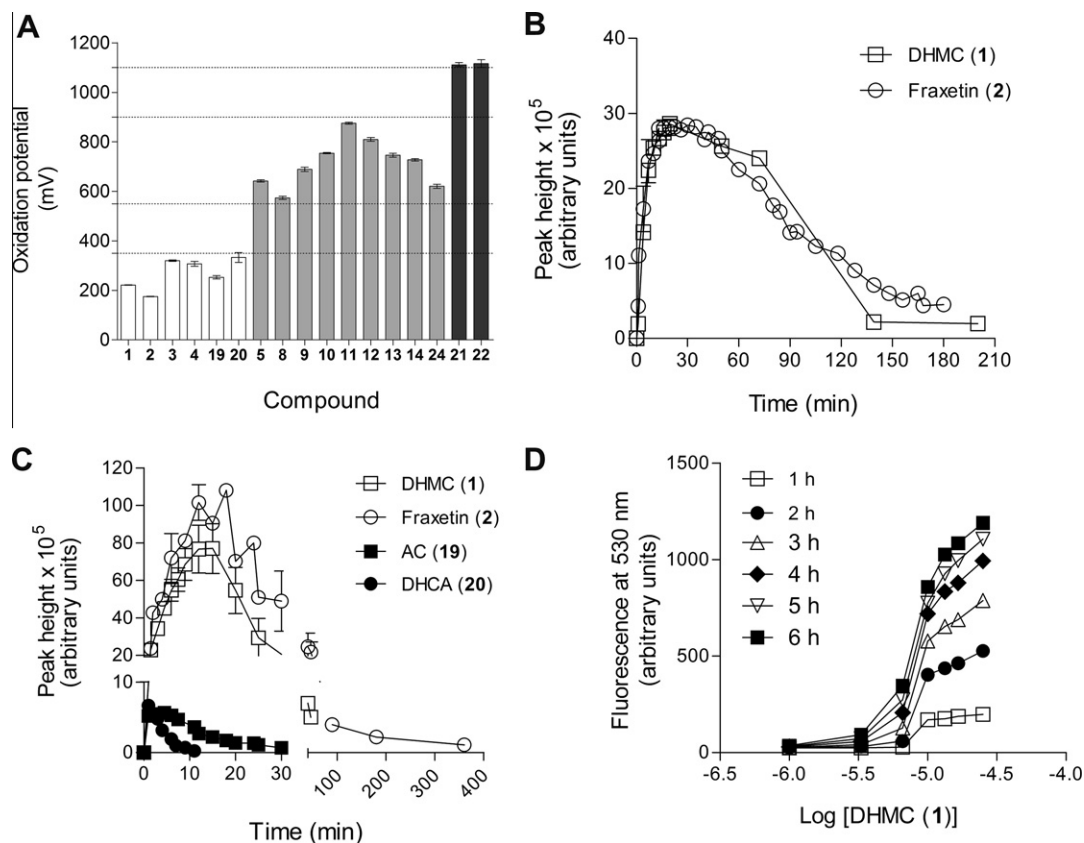 A
Oxidation potential
(mV)
1200
1000
800
600
400
200
0
1 2 3 4 19 20 5 8 9 10 11 12 13 14 24 21 22
Compound
B
Peak height x 10^5
(arbitrary units)
40
30
20
10
0
DHMC (1)
Fraxetin (2)
0 30 60 90 120 150 180 210
Time (min)
C
Peak height x 10^5
(arbitrary units)
120
100
80
60
40
20
10
0
DHMC (1)
Fraxetin (2)
AC (19)
DHCA (20)
0 10 20 30 100 200 300 400
Time (min)
D
Fluorescence at 530 nm
(arbitrary units)
1500
1000
500
0
1 h
2 h
3 h
4 h
5 h
6 h
-6.5 -6.0 -5.5 -5.0 -4.5 -4.0
Log [DHMC (1)]